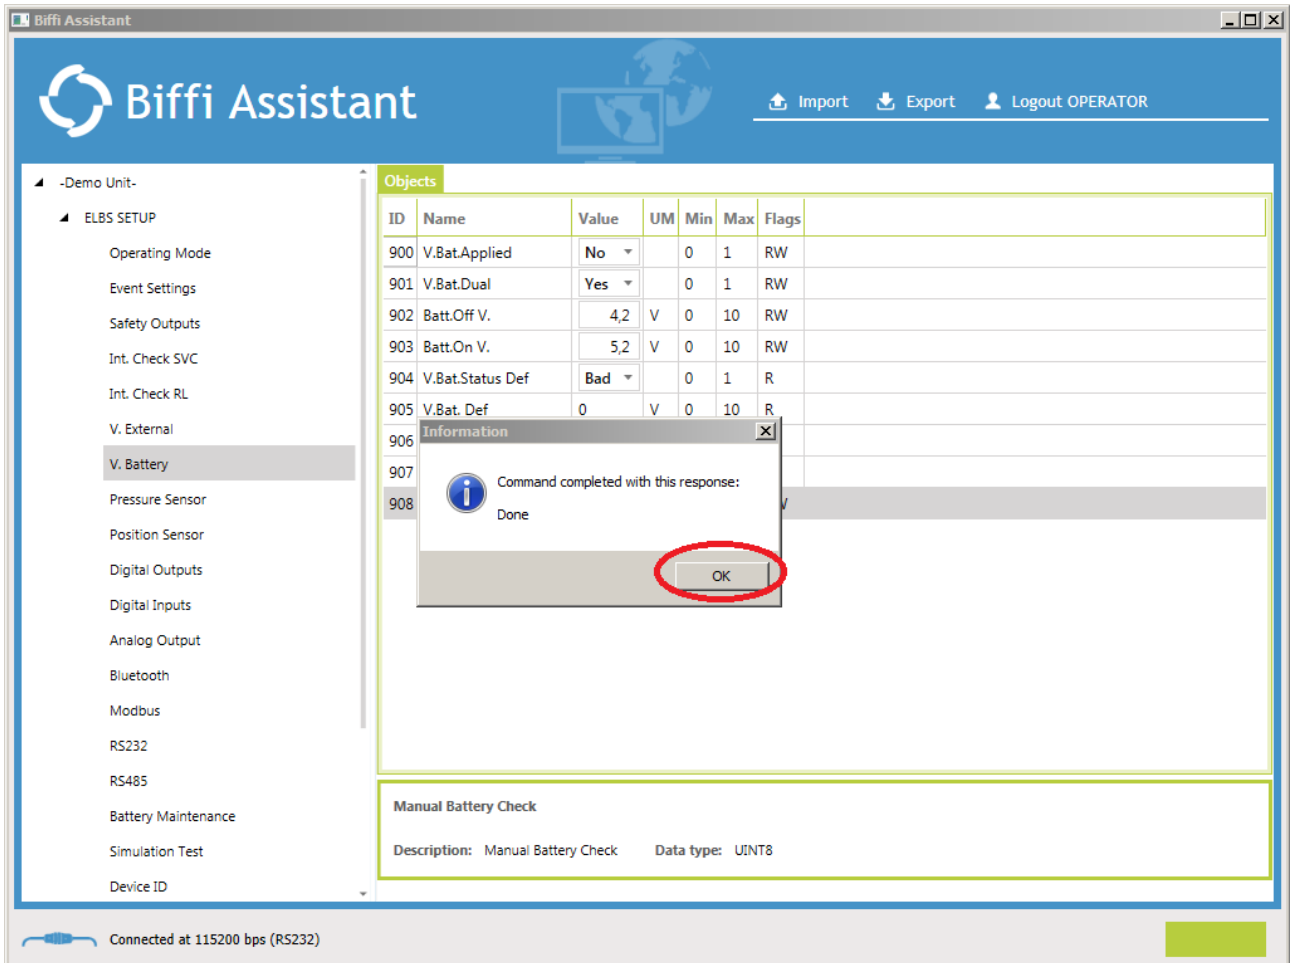 Biffi Assistant
Biffi Assistant
Import Export Logout OPERATOR
-Demo Unit-
ELBS SETUP
Operating Mode
Event Settings
Safety Outputs
Int. Check SVC
Int. Check RL
V. External
V. Battery
Pressure Sensor
Position Sensor
Digital Outputs
Digital Inputs
Analog Output
Bluetooth
Modbus
RS232
RS485
Battery Maintenance
Simulation Test
Device ID
Objects
ID Name Value UM Min Max Flags
900 V.Bat.Applied No 0 1 RW
901 V.Bat.Dual Yes 0 1 RW
902 Batt.Off V. 4,2 V 0 10 RW
903 Batt.On V. 5,2 V 0 10 RW
904 V.Bat.Status Def Bad 0 1 R
905 V.Bat. Def 0 V 0 10 R
906
907
908
Information
Command completed with this response:
Done
OK
Manual Battery Check
Description: Manual Battery Check Data type: UINT8
Connected at 115200 bps (RS232)